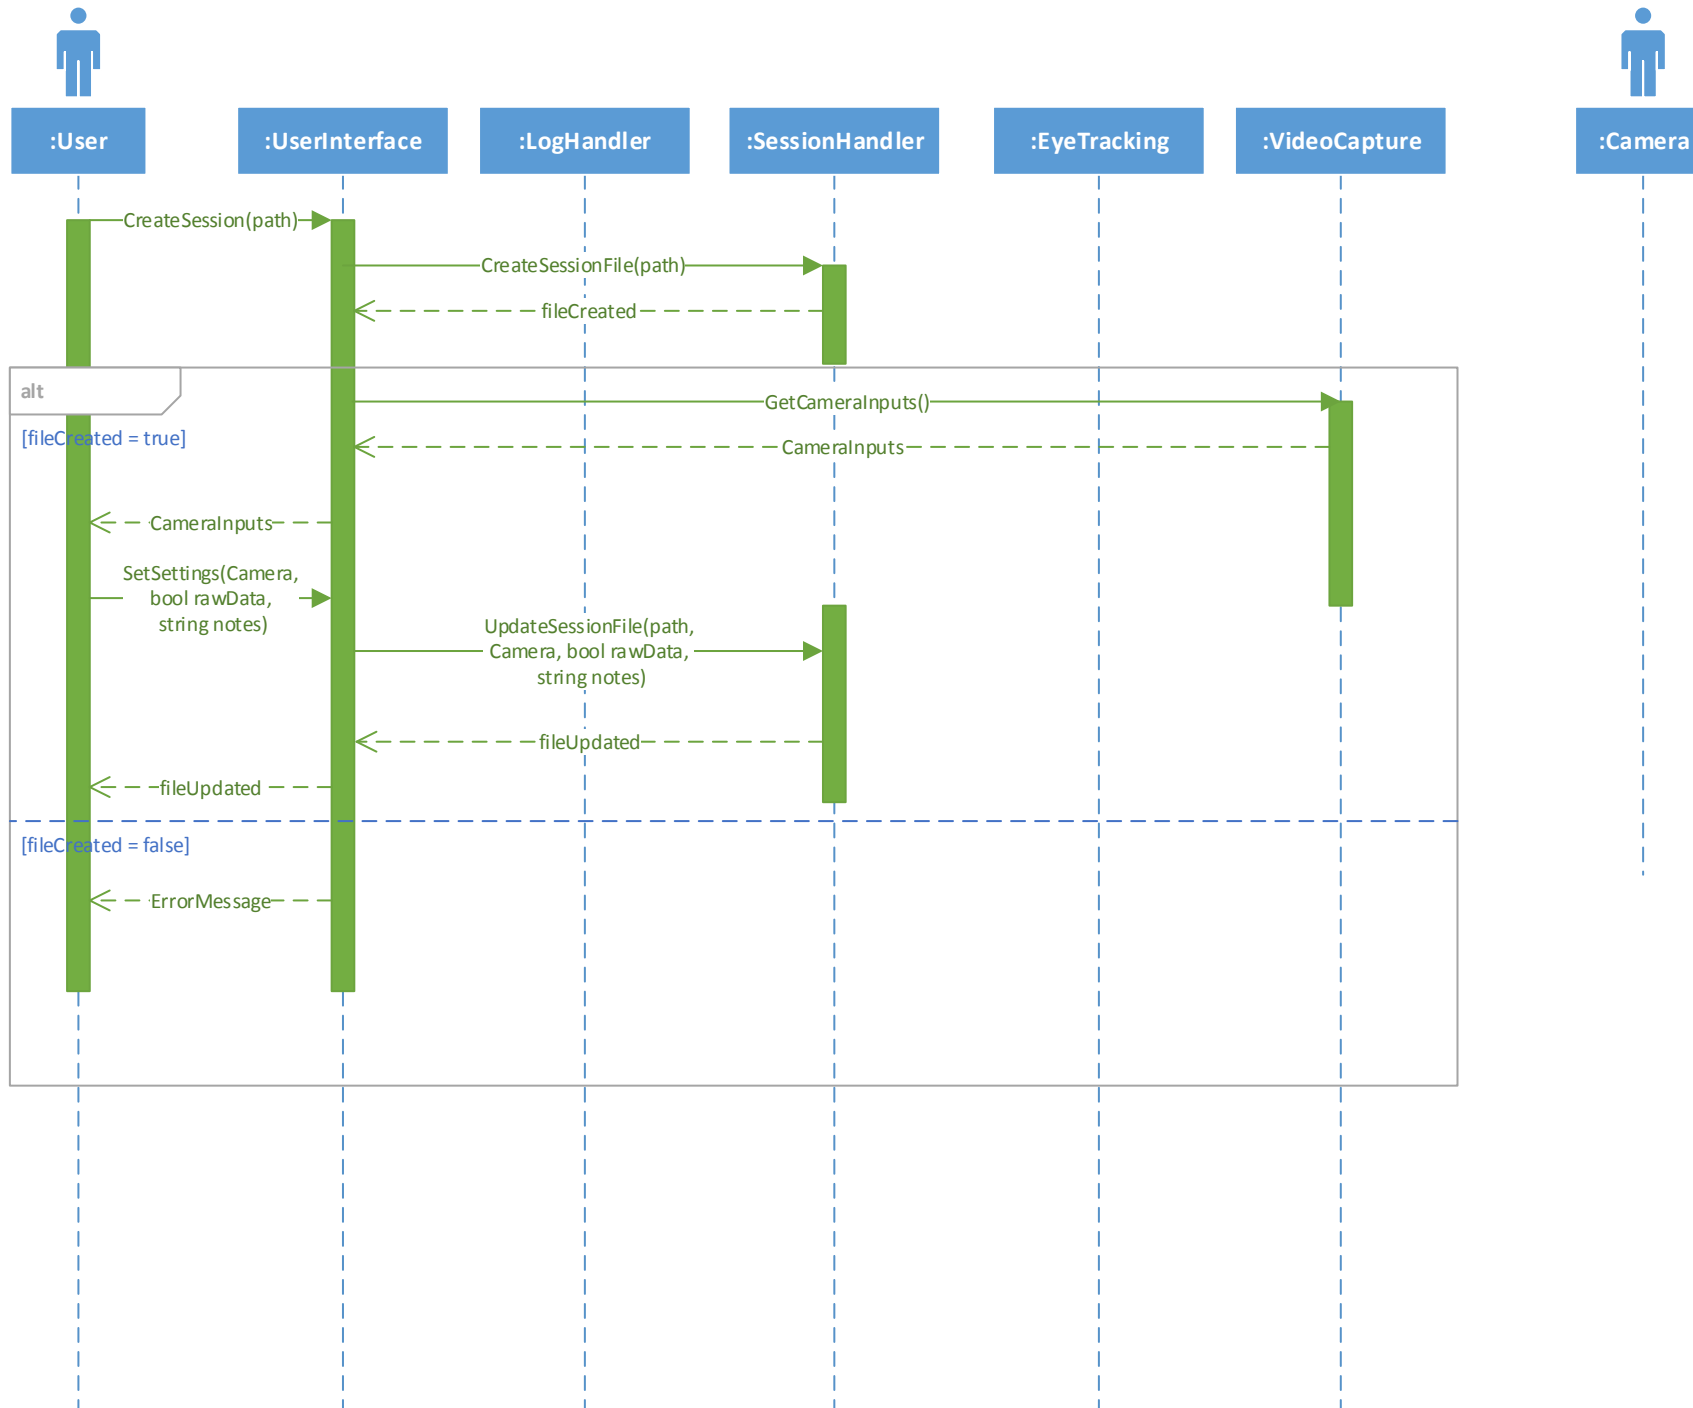 :User
:UserInterface
:LogHandler
:SessionHandler
:EyeTracking
:VideoCapture
:Camera
CreateSession(path)
CreateSessionFile(path)
fileCreated
alt
GetCameraInputs()
[fileCreated = true]
CameraInputs
CameraInputs
SetSettings(Camera,
bool rawData,
string notes)
UpdateSessionFile(path,
Camera, bool rawData,
string notes)
fileUpdated
fileUpdated
[fileCreated = false]
ErrorMessage